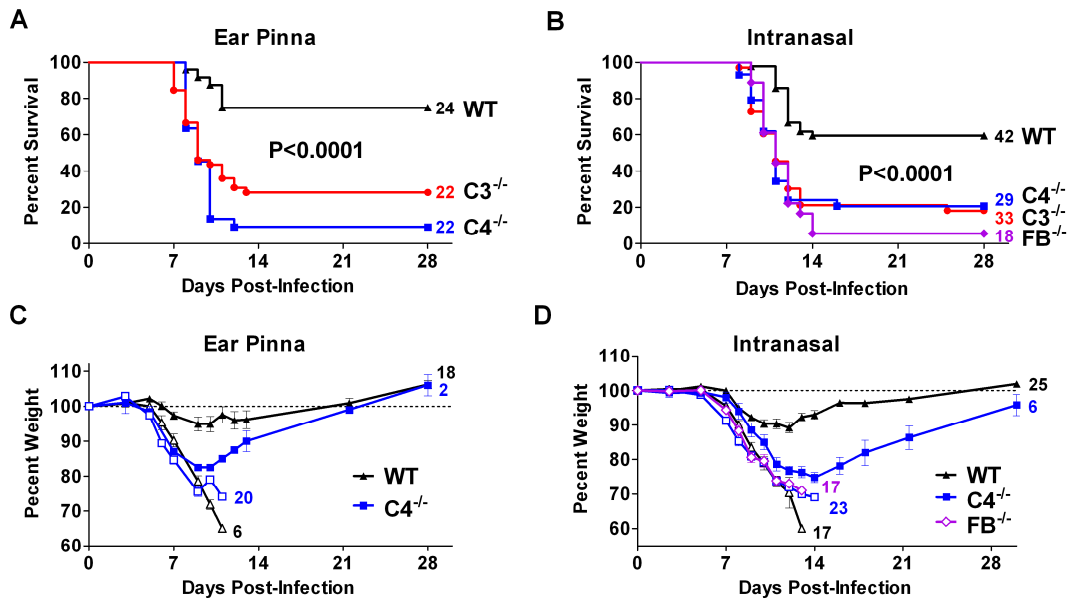 A
Ear Pinna
Percent Survival
100
80
60
40
20
0
0
7
14
21
28
Days Post-Infection
P<0.0001
24 WT
22 C3-/-
22 C4-/-
B
Intranasal
Percent Survival
100
80
60
40
20
0
0
7
14
21
28
Days Post-Infection
P<0.0001
42 WT
29 C4-/-
33 C3-/-
18 FB-/-
C
Ear Pinna
Pecent Weight
110
100
90
80
70
60
0
7
14
21
28
Days Post-Infection
18
2
20
6
WT
C4-/-
D
Intranasal
Pecent Weight
110
100
90
80
70
60
0
7
14
21
28
Days Post-Infection
25
6
17
23
17
WT
C4-/-
FB-/-